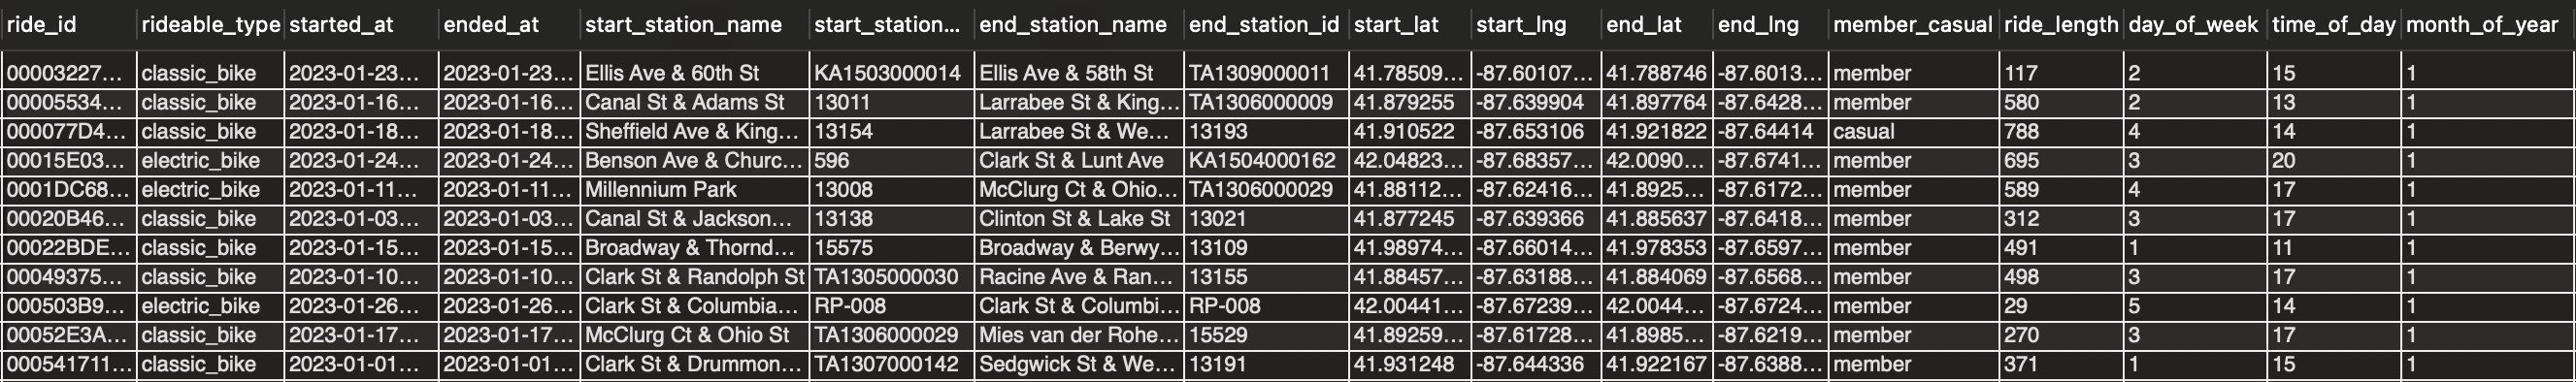 ride_id rideable_type started_at ended_at start_station_name start_station... end_station_name end_station_id start_lat start_lng end_lat end_lng member_casual ride_length day_of_week time_of_day month_of_year
00003227... classic_bike 2023-01-23... 2023-01-23... Ellis Ave & 60th St KA1503000014 Ellis Ave & 58th St TA1309000011 41.78509... -87.60107... 41.788746 -87.6013... member 117 2 15 1
00005534... classic_bike 2023-01-16... 2023-01-16... Canal St & Adams St 13011 Larrabee St & King... TA1306000009 41.879255 -87.639904 41.897764 -87.6428... member 580 2 13 1
000077D4... classic_bike 2023-01-18... 2023-01-18... Sheffield Ave & King... 13154 Larrabee St & We... 13193 41.910522 -87.653106 41.921822 -87.64414 casual 788 4 14 1
00015E03... electric_bike 2023-01-24... 2023-01-24... Benson Ave & Churc... 596 Clark St & Lunt Ave KA1504000162 42.04823... -87.68357... 42.0090... -87.6741... member 695 3 20 1
0001DC68... electric_bike 2023-01-11... 2023-01-11... Millennium Park 13008 McClurg Ct & Ohio... TA1306000029 41.88112... -87.62416... 41.8925... -87.6172... member 589 4 17 1
00020B46... classic_bike 2023-01-03... 2023-01-03... Canal St & Jackson... 13138 Clinton St & Lake St 13021 41.877245 -87.639366 41.885637 -87.6418... member 312 3 17 1
00022BDE... classic_bike 2023-01-15... 2023-01-15... Broadway & Thornd... 15575 Broadway & Berwy... 13109 41.98974... -87.66014... 41.978353 -87.6597... member 491 1 11 1
00049375... classic_bike 2023-01-10... 2023-01-10... Clark St & Randolph St TA1305000030 Racine Ave & Ran... 13155 41.88457... -87.63188... 41.884069 -87.6568... member 498 3 17 1
000503B9... electric_bike 2023-01-26... 2023-01-26... Clark St & Columbia... RP-008 Clark St & Columbi... RP-008 42.00441... -87.67239... 42.0044... -87.6724... member 29 5 14 1
00052E3A... classic_bike 2023-01-17... 2023-01-17... McClurg Ct & Ohio St TA1306000029 Mies van der Rohe... 15529 41.89259... -87.61728... 41.8985... -87.6219... member 270 3 17 1
000541711... classic_bike 2023-01-01... 2023-01-01... Clark St & Drummon... TA1307000142 Sedgwick St & We... 13191 41.931248 -87.644336 41.922167 -87.6388... member 371 1 15 1